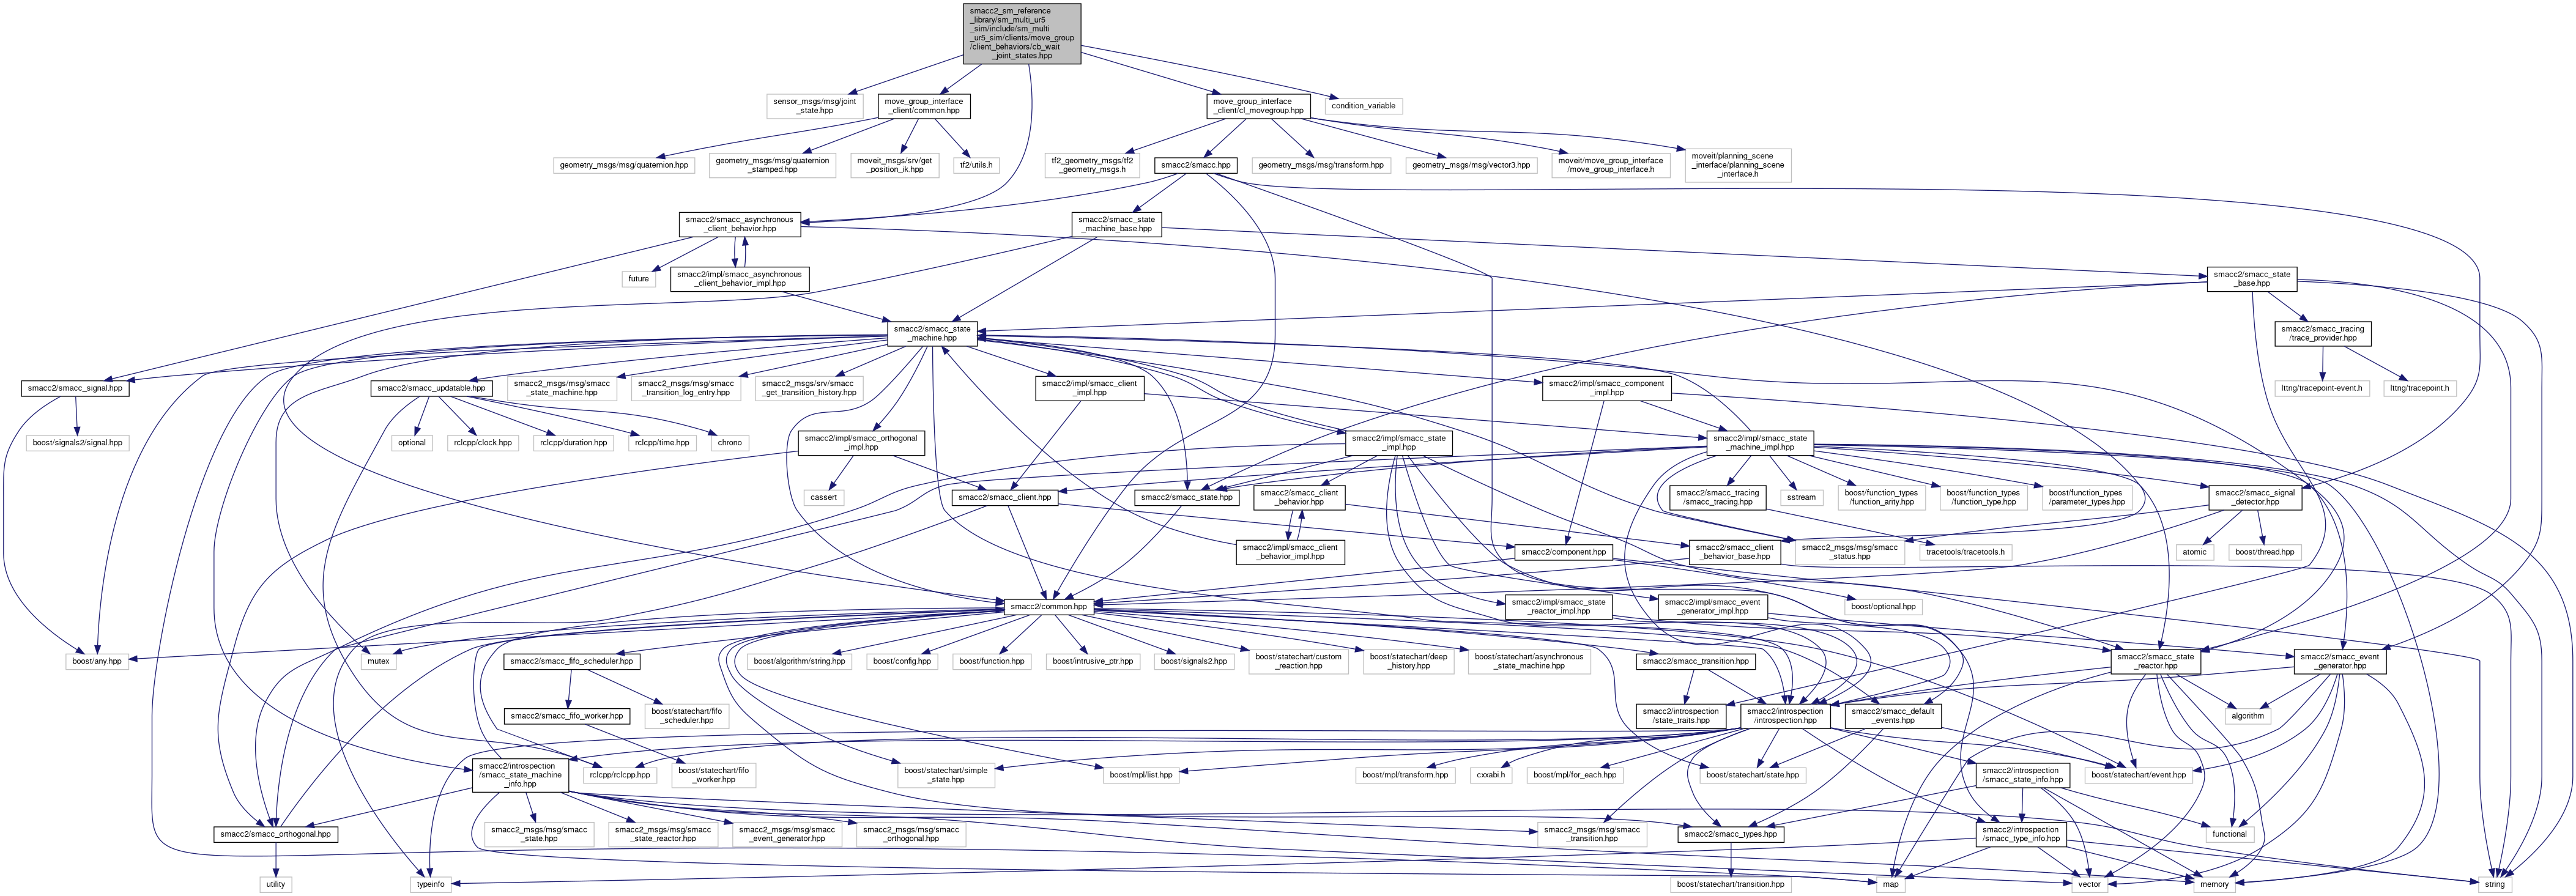 smacc2_sm_reference
_library/sm_multi_ur5
_sim/include/sm_multi
_ur5_sim/clients/move_group
/client_behaviors/cb_wait
_joint_states.hpp
sensor_msgs/msg/joint
_state.hpp
move_group_interface
_client/common.hpp
move_group_interface
_client/cl_movegroup.hpp
condition_variable
geometry_msgs/msg/quaternion.hpp
geometry_msgs/msg/quaternion
_stamped.hpp
moveit_msgs/srv/get
_position_ik.hpp
tf2/utils.h
tf2_geometry_msgs/tf2
_geometry_msgs.h
smacc2/smacc.hpp
geometry_msgs/msg/transform.hpp
geometry_msgs/msg/vector3.hpp
moveit/move_group_interface
/move_group_interface.h
moveit/planning_scene
_interface/planning_scene
_interface.h
smacc2/smacc_asynchronous
_client_behavior.hpp
smacc2/smacc_state
_machine_base.hpp
future
smacc2/impl/smacc_asynchronous
_client_behavior_impl.hpp
smacc2/smacc_state
_base.hpp
smacc2/smacc_state
_machine.hpp
smacc2/smacc_tracing
/trace_provider.hpp
smacc2/smacc_signal.hpp
smacc2/smacc_updatable.hpp
smacc2_msgs/msg/smacc
_state_machine.hpp
smacc2_msgs/msg/smacc
_transition_log_entry.hpp
smacc2_msgs/srv/smacc
_get_transition_history.hpp
smacc2/impl/smacc_client
_impl.hpp
smacc2/impl/smacc_component
_impl.hpp
lttng/tracepoint-event.h
lttng/tracepoint.h
boost/signals2/signal.hpp
optional
rclcpp/clock.hpp
rclcpp/duration.hpp
rclcpp/time.hpp
chrono
smacc2/impl/smacc_orthogonal
_impl.hpp
smacc2/impl/smacc_state
_impl.hpp
smacc2/impl/smacc_state
_machine_impl.hpp
cassert
smacc2/smacc_client.hpp
smacc2/smacc_state.hpp
smacc2/smacc_client
_behavior.hpp
smacc2/smacc_tracing
/smacc_tracing.hpp
sstream
boost/function_types
/function_arity.hpp
boost/function_types
/function_type.hpp
boost/function_types
/parameter_types.hpp
smacc2/smacc_signal
_detector.hpp
smacc2/impl/smacc_client
_behavior_impl.hpp
smacc2/component.hpp
smacc2/smacc_client
_behavior_base.hpp
smacc2_msgs/msg/smacc
_status.hpp
tracetools/tracetools.h
atomic
boost/thread.hpp
smacc2/common.hpp
smacc2/impl/smacc_state
_reactor_impl.hpp
smacc2/impl/smacc_event
_generator_impl.hpp
boost/optional.hpp
boost/any.hpp
mutex
smacc2/smacc_fifo_scheduler.hpp
boost/algorithm/string.hpp
boost/config.hpp
boost/function.hpp
boost/intrusive_ptr.hpp
boost/signals2.hpp
boost/statechart/custom
_reaction.hpp
boost/statechart/deep
_history.hpp
boost/statechart/asynchronous
_state_machine.hpp
smacc2/smacc_transition.hpp
smacc2/smacc_state
_reactor.hpp
smacc2/smacc_event
_generator.hpp
smacc2/smacc_fifo_worker.hpp
boost/statechart/fifo
_scheduler.hpp
smacc2/introspection
/state_traits.hpp
smacc2/introspection
/introspection.hpp
smacc2/smacc_default
_events.hpp
algorithm
smacc2/introspection
/smacc_state_machine
_info.hpp
rclcpp/rclcpp.hpp
boost/statechart/fifo
_worker.hpp
boost/statechart/simple
_state.hpp
boost/mpl/list.hpp
boost/mpl/transform.hpp
cxxabi.h
boost/mpl/for_each.hpp
boost/statechart/state.hpp
smacc2/introspection
/smacc_state_info.hpp
boost/statechart/event.hpp
smacc2/smacc_orthogonal.hpp
smacc2_msgs/msg/smacc
_state.hpp
smacc2_msgs/msg/smacc
_state_reactor.hpp
smacc2_msgs/msg/smacc
_event_generator.hpp
smacc2_msgs/msg/smacc
_orthogonal.hpp
smacc2_msgs/msg/smacc
_transition.hpp
smacc2/smacc_types.hpp
smacc2/introspection
/smacc_type_info.hpp
functional
utility
typeinfo
boost/statechart/transition.hpp
map
vector
memory
string